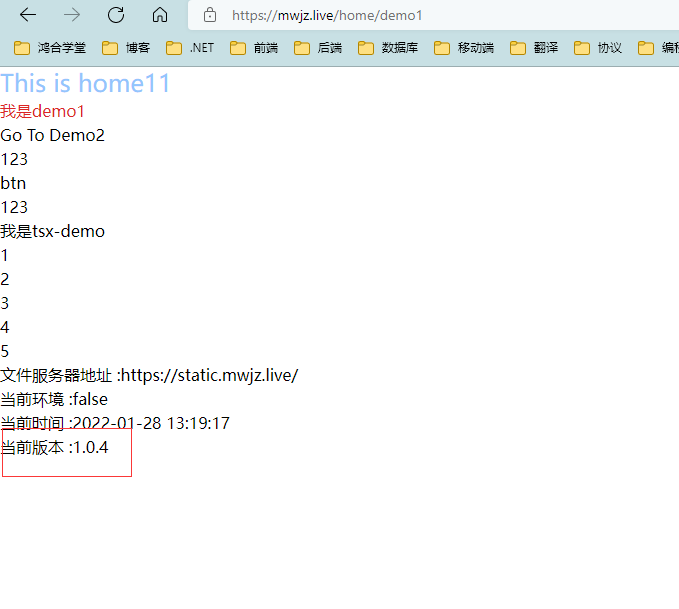 https://mwjz.live/home/demo1
鸿合学堂 博客 .NET 前端 后端 数据库 移动端 翻译 协议
This is home11
我是demo1
Go To Demo2
123
btn
123
我是tsx-demo
1
2
3
4
5
文件服务器地址 :https://static.mwjz.live/
当前环境 :false
当前时间 :2022-01-28 13:19:17
当前版本 :1.0.4